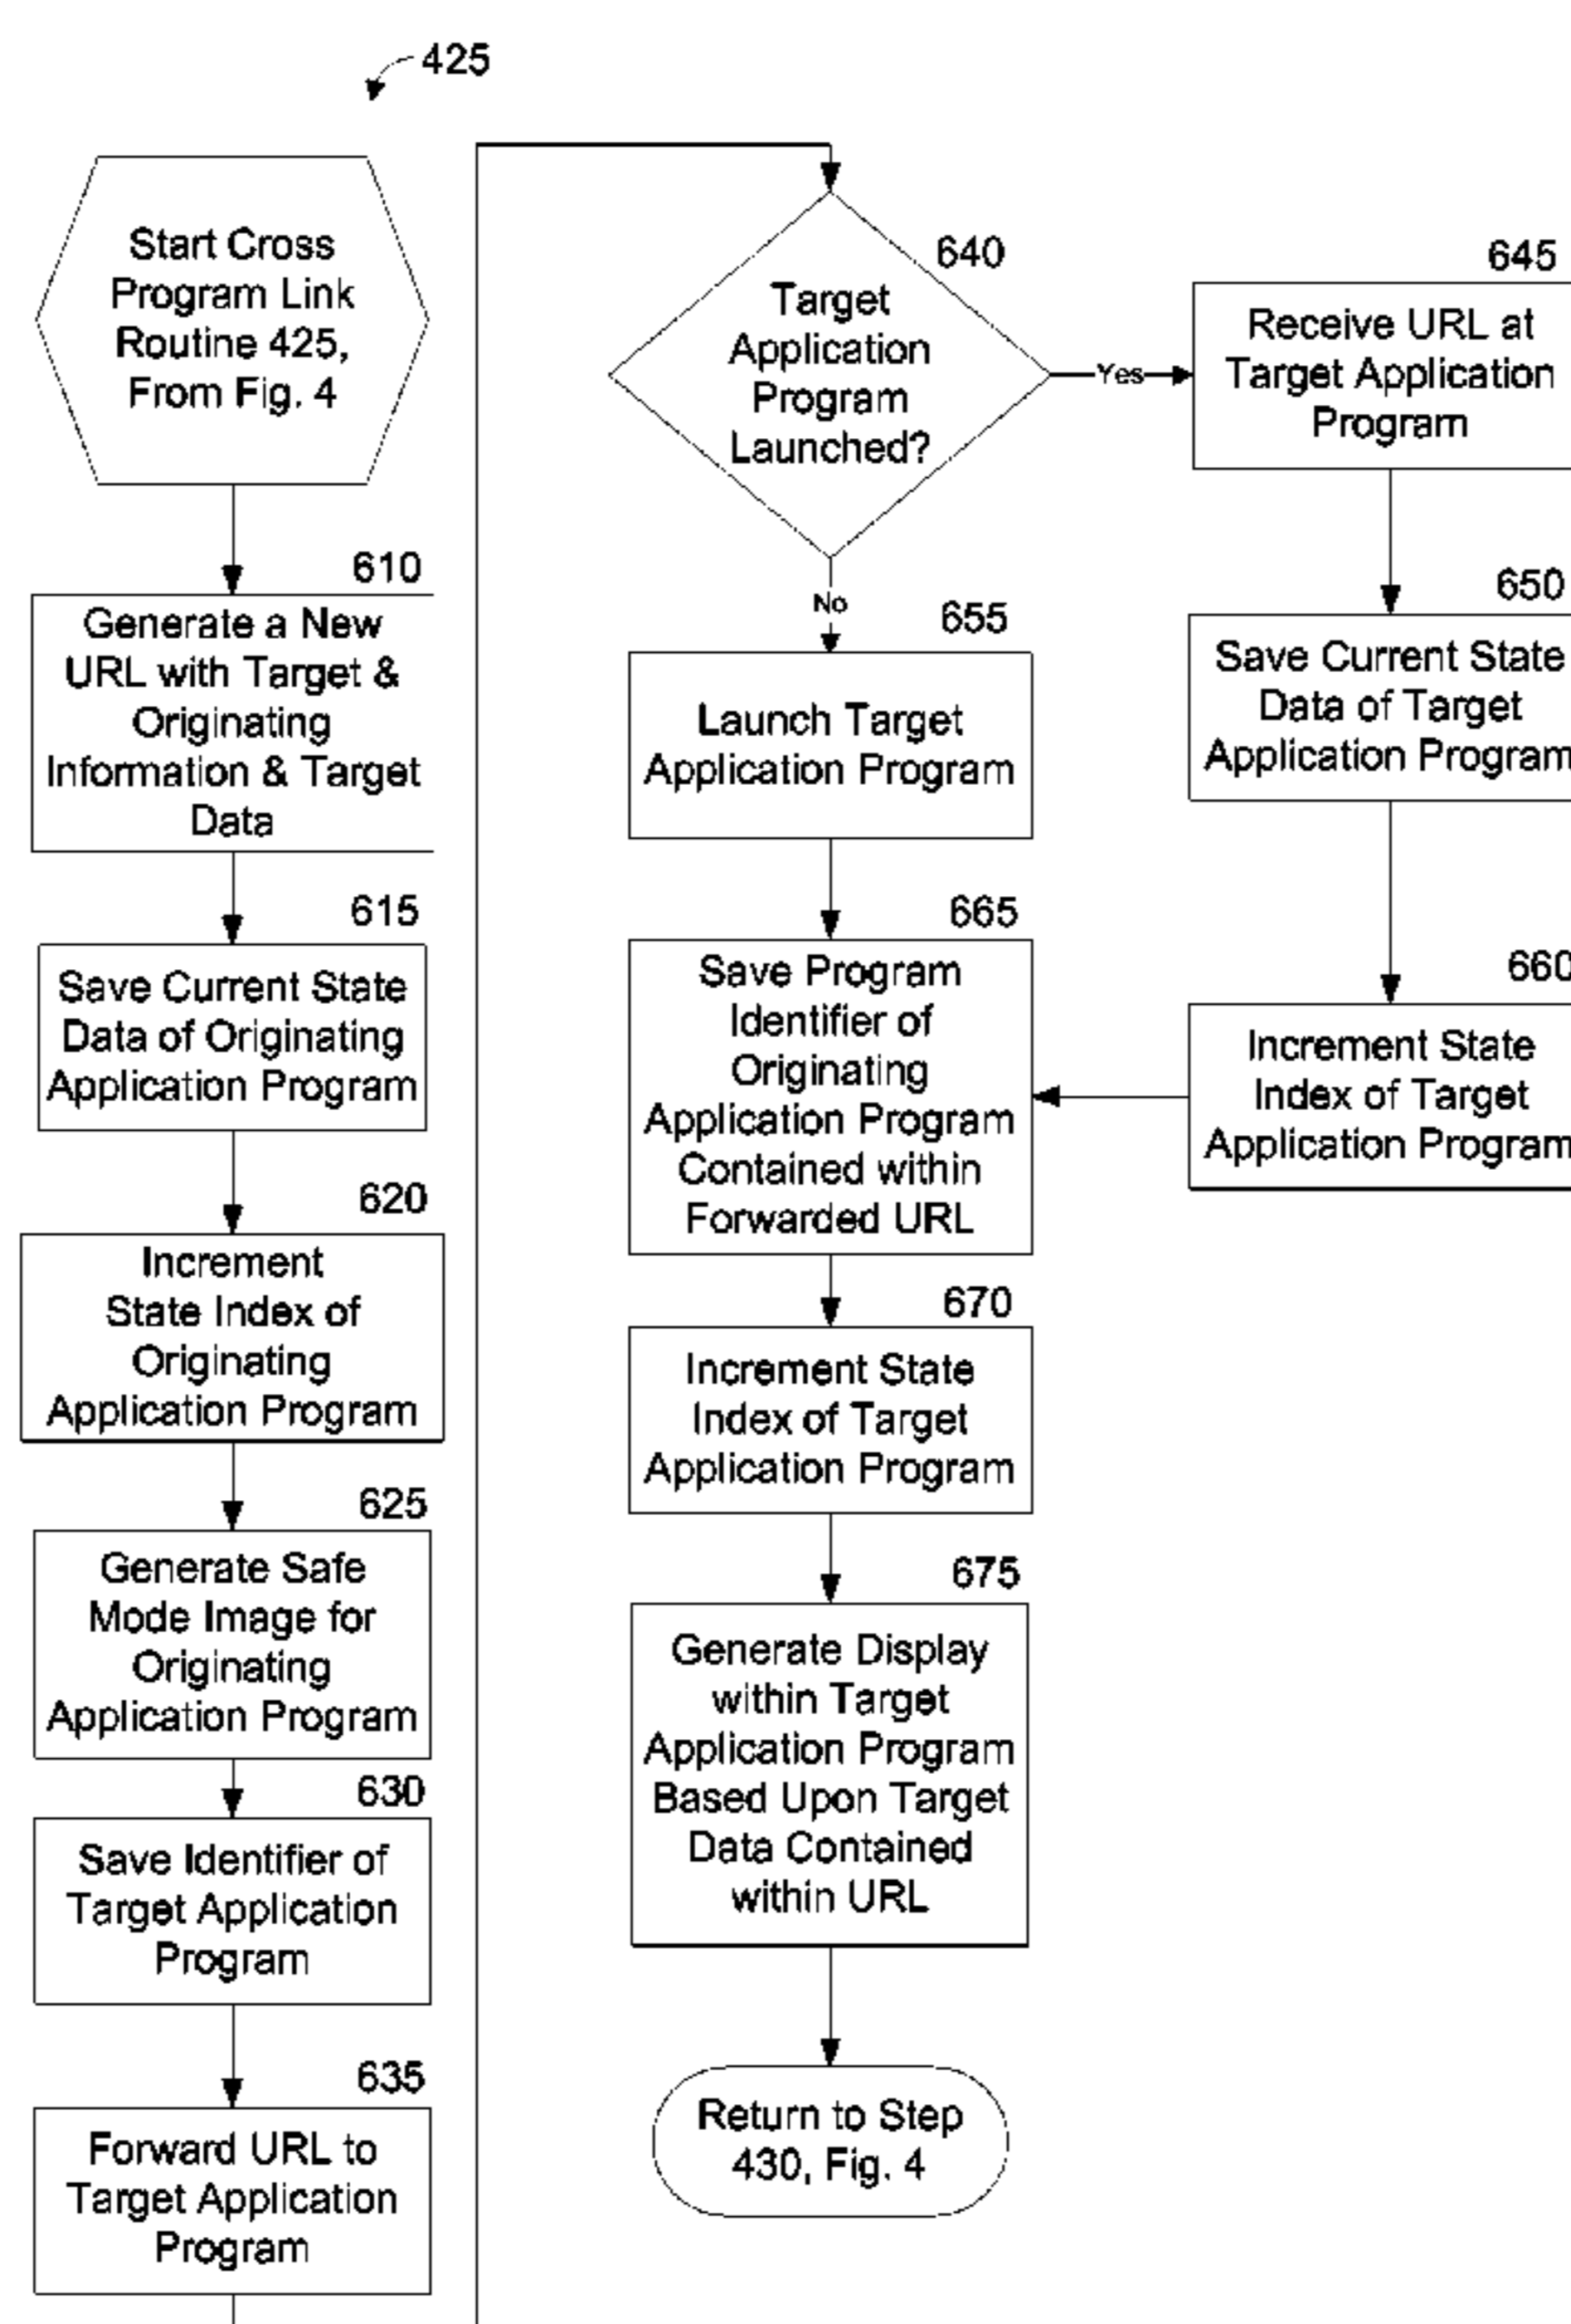 425
Start Cross
Program Link
Routine 425,
From Fig. 4
610
Generate a New
URL with Target &
Originating
Information & Target
Data
615
Save Current State
Data of Originating
Application Program
620
Increment
State Index of
Originating
Application Program
625
Generate Safe
Mode Image for
Originating
Application Program
630
Save Identifier of
Target Application
Program
635
Forward URL to
Target Application
Program
640
Target
Application
Program
Launched?
Yes
No
645
Receive URL at
Target Application
Program
650
Save Current State
Data of Target
Application Program
660
Increment State
Index of Target
Application Program
655
Launch Target
Application Program
665
Save Program
Identifier of
Originating
Application Program
Contained within
Forwarded URL
670
Increment State
Index of Target
Application Program
675
Generate Display
within Target
Application Program
Based Upon Target
Data Contained
within URL
Return to Step
430, Fig. 4